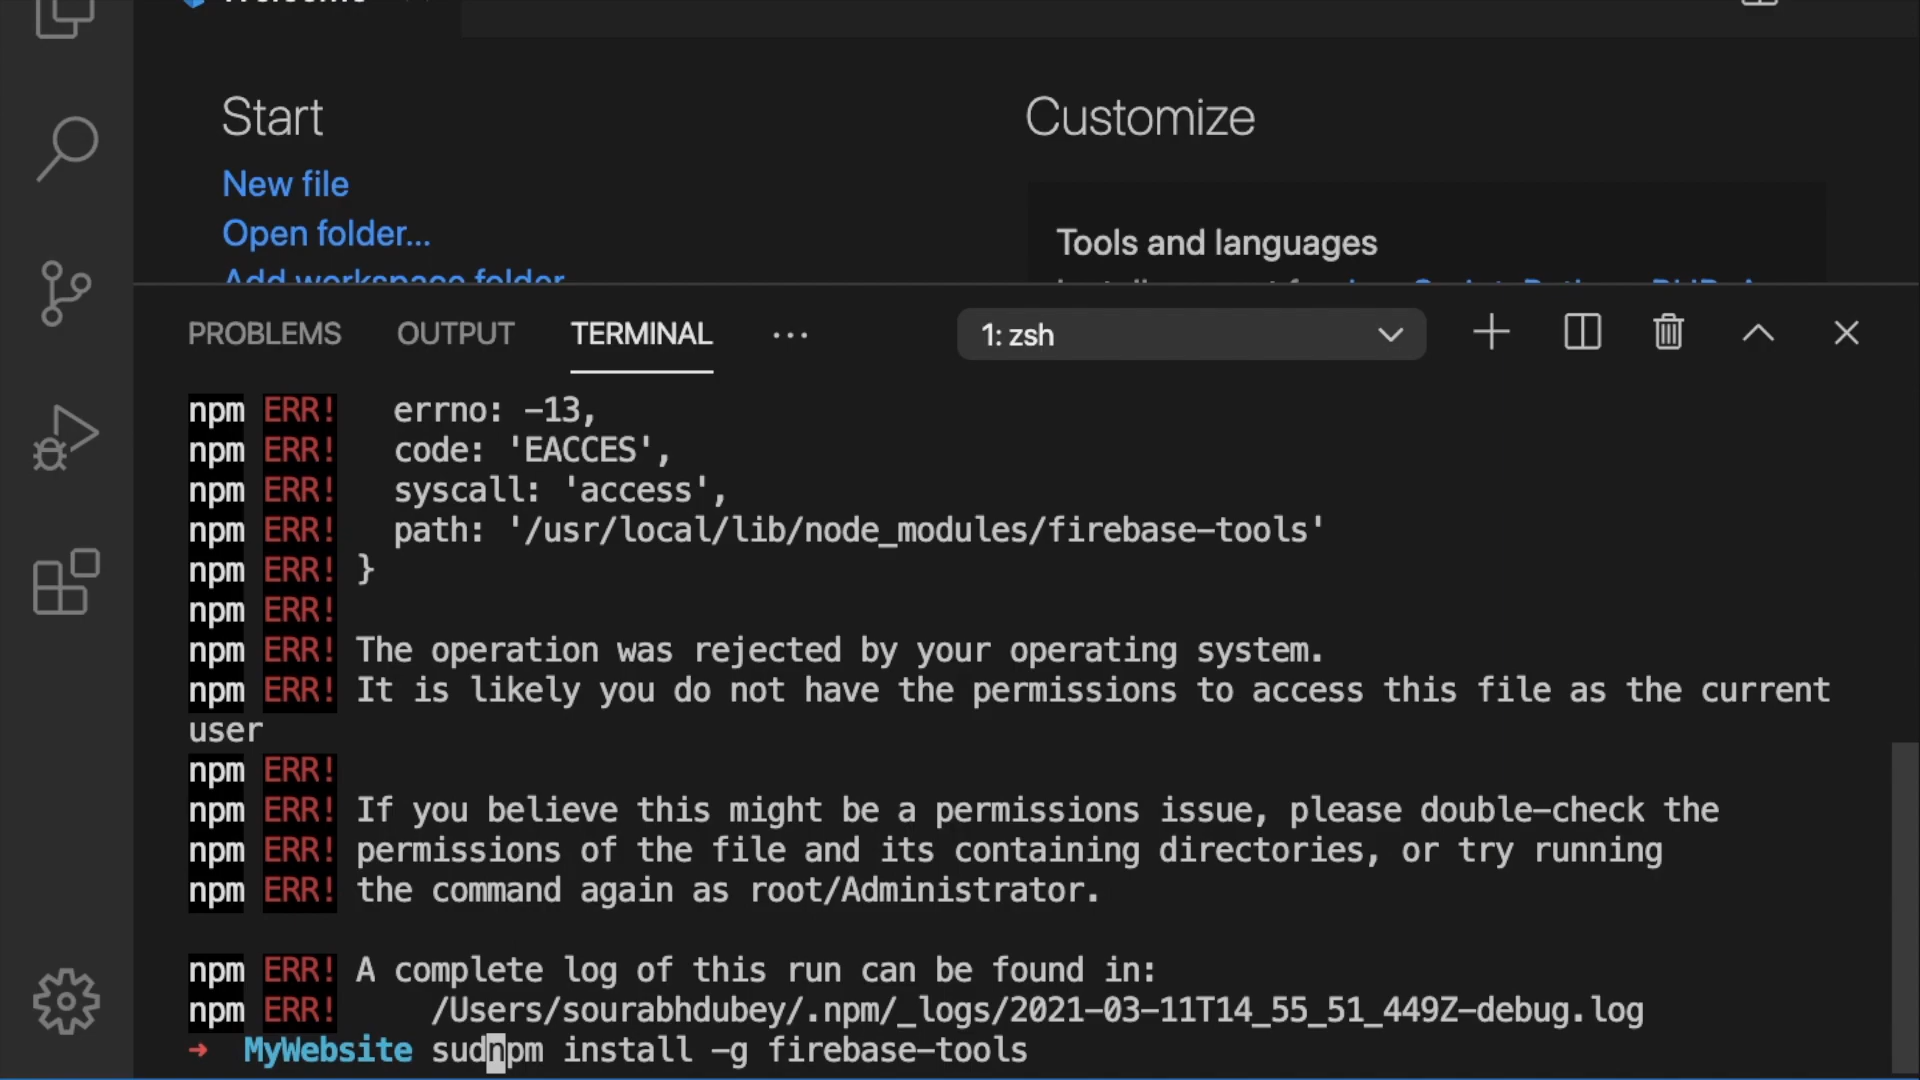 Start
Customize
New file
Open folder...
Add workspace folder
Tools and languages
PROBLEMS OUTPUT TERMINAL ... 1: zsh
npm ERR! errno: -13,
npm ERR! code: 'EACCES',
npm ERR! syscall: 'access',
npm ERR! path: '/usr/local/lib/node_modules/firebase-tools'
npm ERR! }
npm ERR!
npm ERR! The operation was rejected by your operating system.
npm ERR! It is likely you do not have the permissions to access this file as the current
user
npm ERR!
npm ERR! If you believe this might be a permissions issue, please double-check the
npm ERR! permissions of the file and its containing directories, or try running
npm ERR! the command again as root/Administrator.
npm ERR! A complete log of this run can be found in:
npm ERR! /Users/sourabhdubey/.npm/_logs/2021-03-11T14_55_51_449Z-debug.log
→ MyWebsite sudnpm install -g firebase-tools